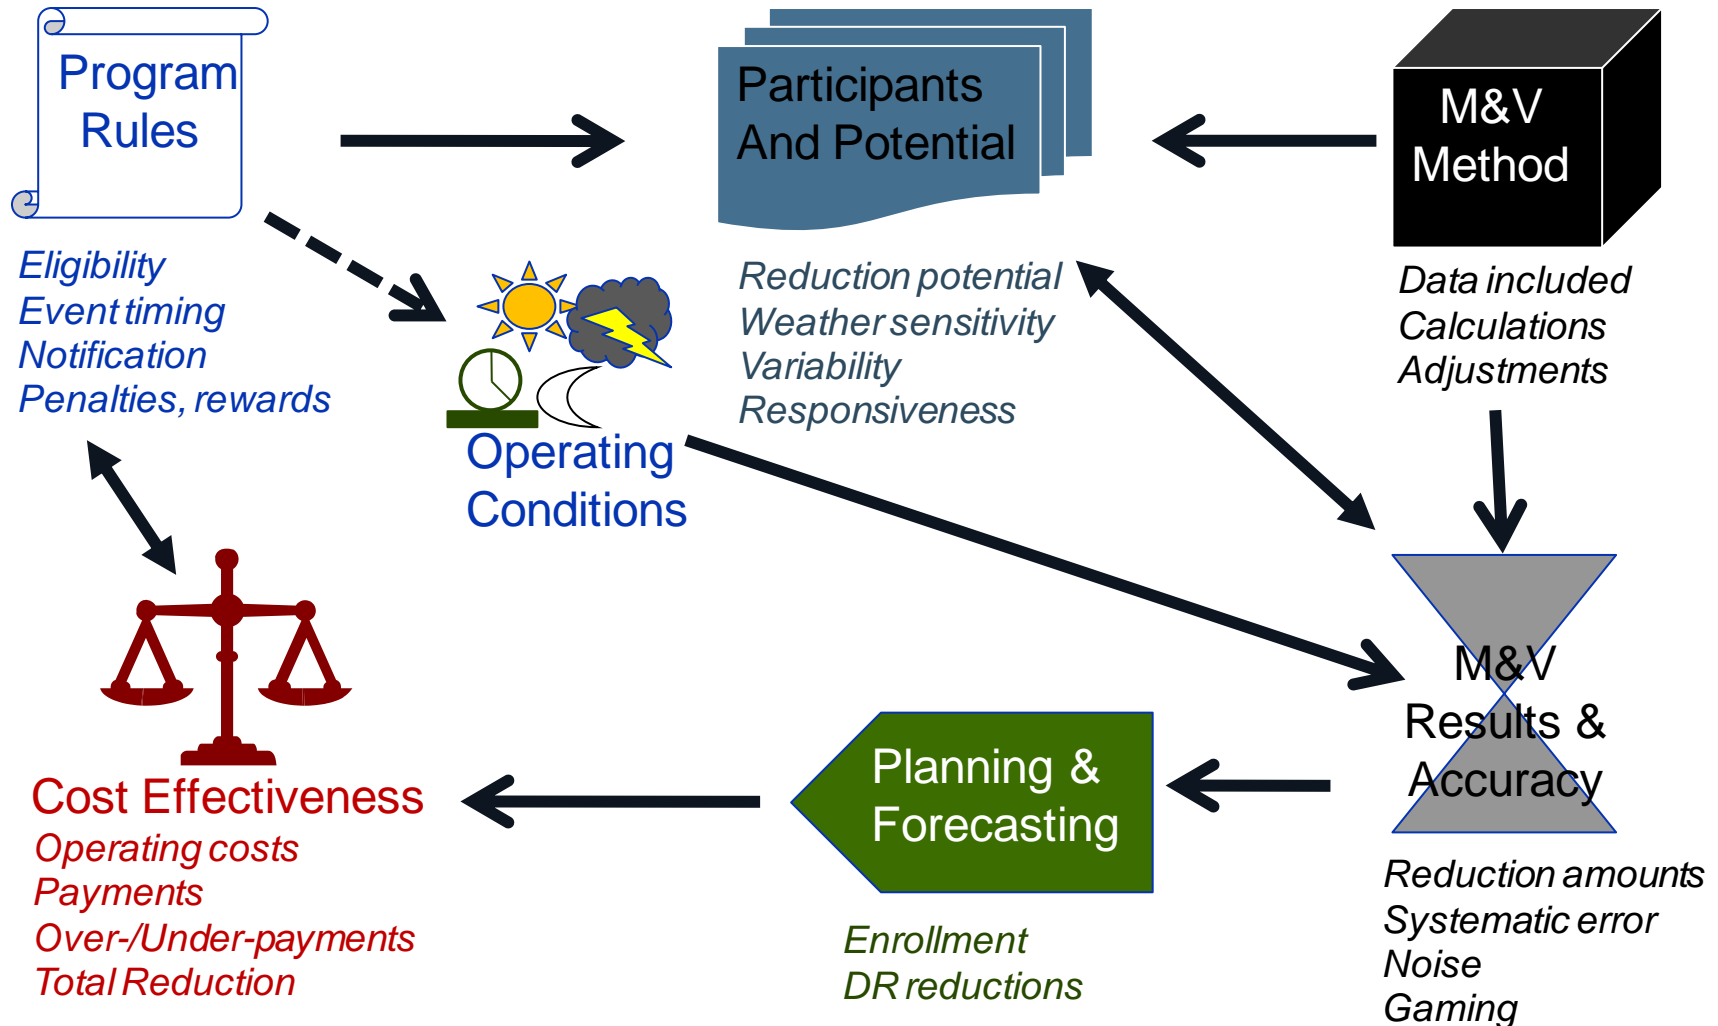 Program
Rules
Eligibility
Event timing
Notification
Penalties, rewards
Participants
And Potential
Reduction potential
Weather sensitivity
Variability
Responsiveness
M&V
Method
Data included
Calculations
Adjustments
Operating
Conditions
M&V
Results &
Accuracy
Reduction amounts
Systematic error
Noise
Gaming
Planning &
Forecasting
Enrollment
DR reductions
Cost Effectiveness
Operating costs
Payments
Over-/Under-payments
Total Reduction